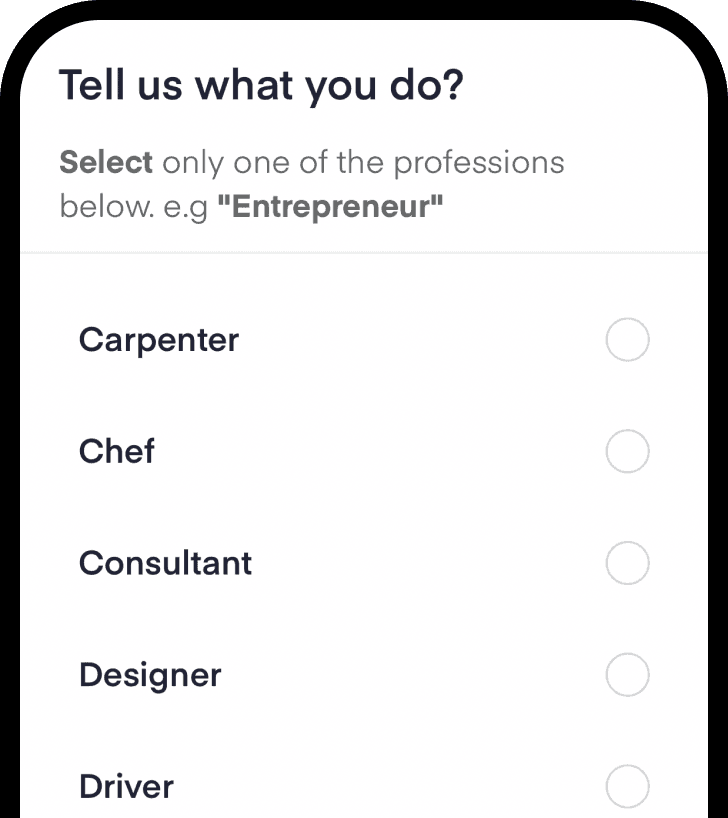 Tell us what you do?
Select only one of the professions
below. e.g "Entrepreneur"
Carpenter
Chef
Consultant
Designer
Driver